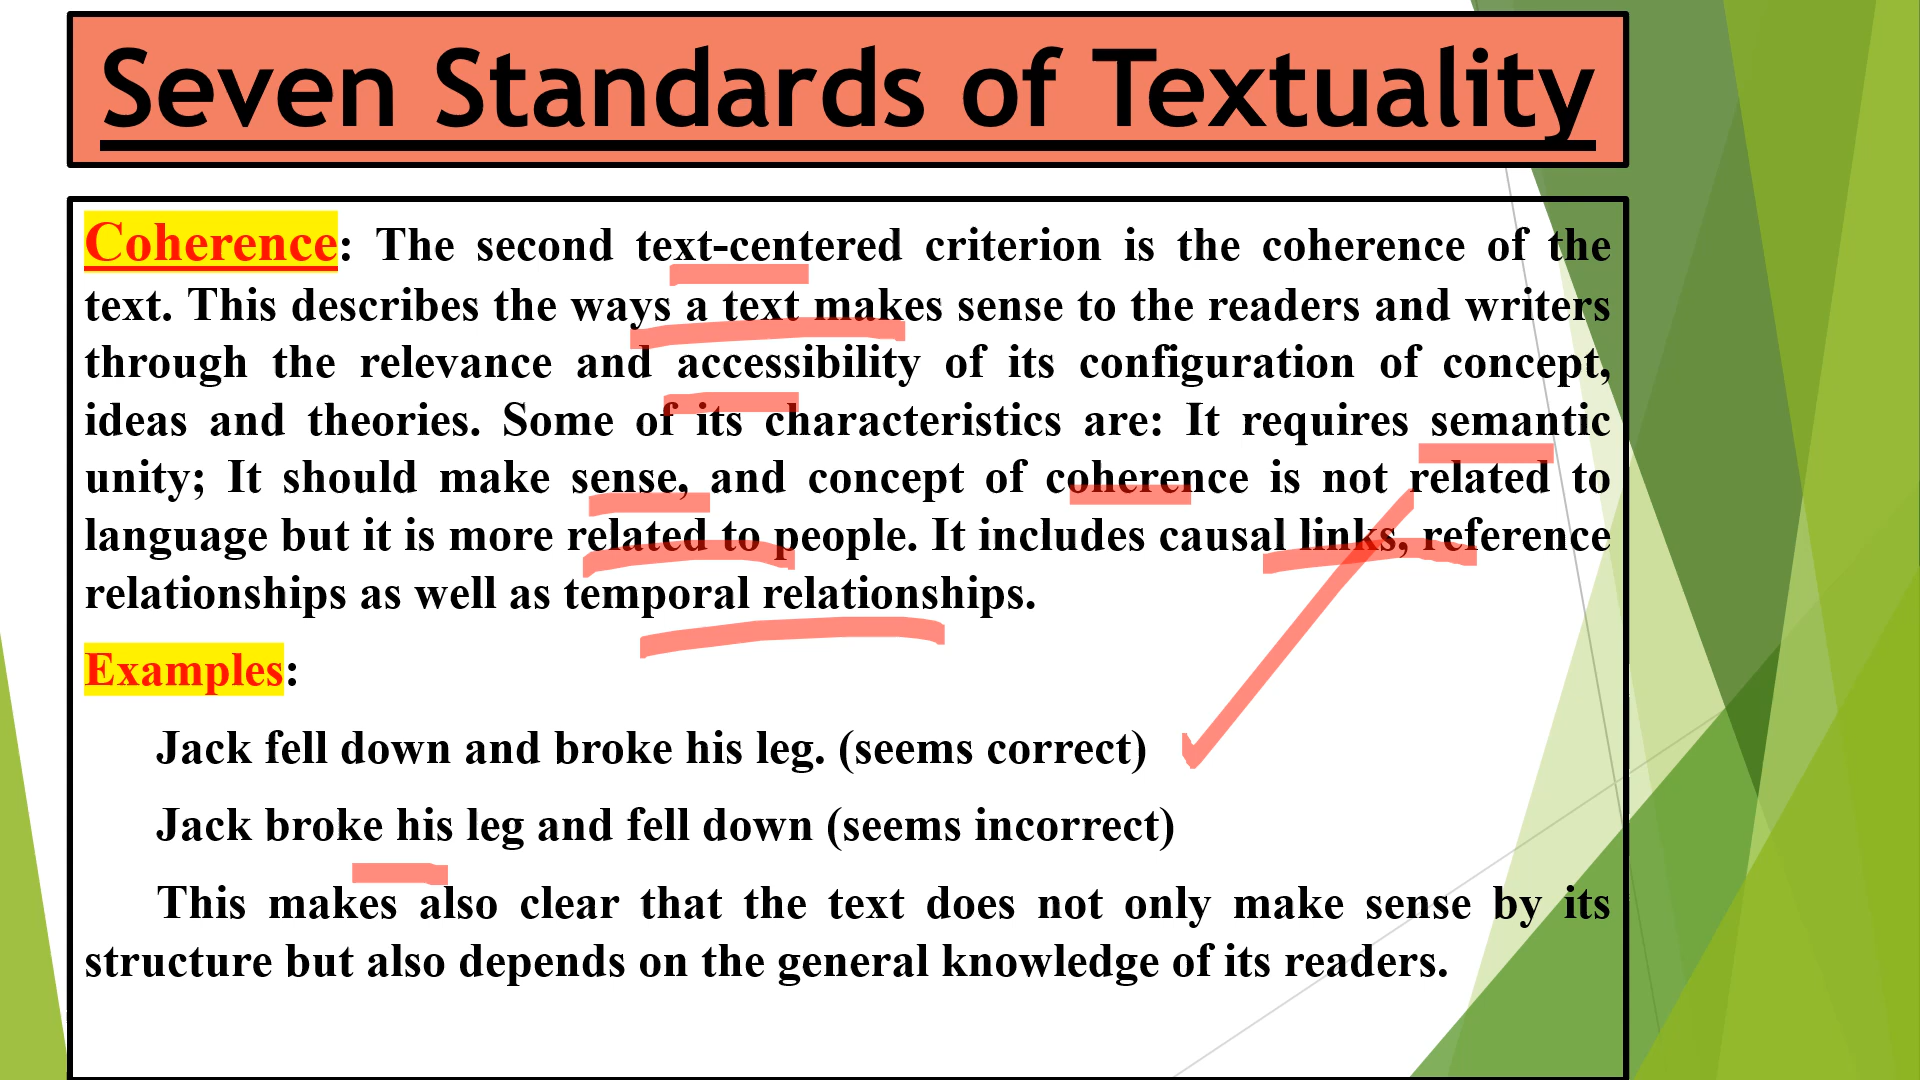 Seven Standards of Textuality
Coherence: The second text-centered criterion is the coherence of the
text. This describes the ways a text makes sense to the readers and writers
through the relevance and accessibility of its configuration of concept,
ideas and theories. Some of its characteristics are: It requires semantic
unity; It should make sense, and concept of coherence is not related to
language but it is more related to people. It includes causal links, reference
relationships as well as temporal relationships.
Examples:
Jack fell down and broke his leg. (seems correct)
Jack broke his leg and fell down (seems incorrect)
This makes also clear that the text does not only make sense by its
structure but also depends on the general knowledge of its readers.